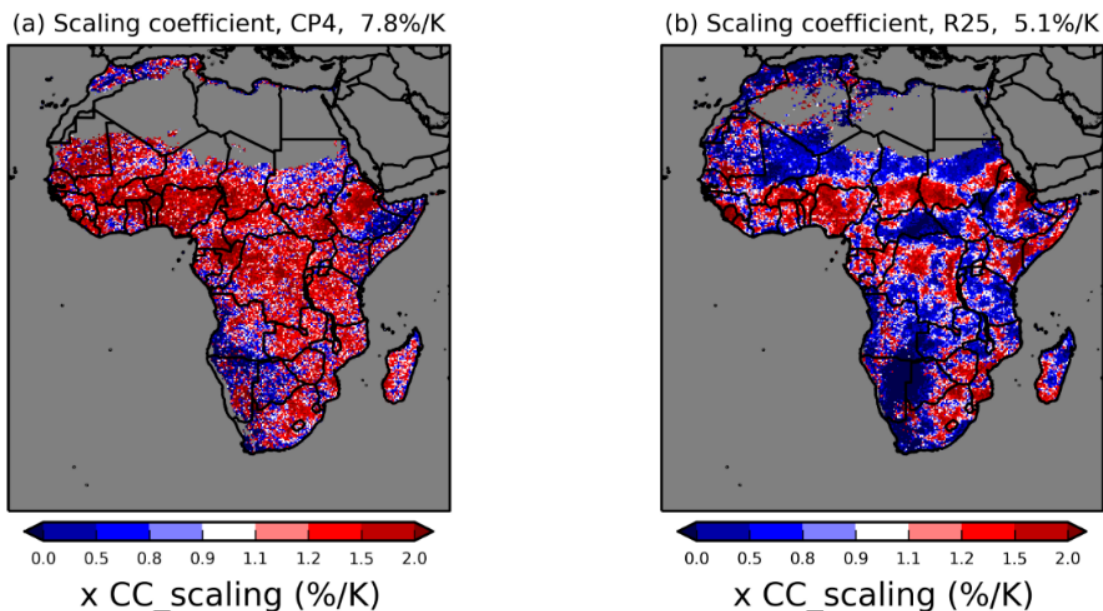 (a) Scaling coefficient, CP4,  7.8%/K
(b) Scaling coefficient, R25,  5.1%/K
0.0 0.5 0.8 0.9 1.1 1.2 1.5 2.0
0.0 0.5 0.8 0.9 1.1 1.2 1.5 2.0
x CC_scaling (%/K)
x CC_scaling (%/K)